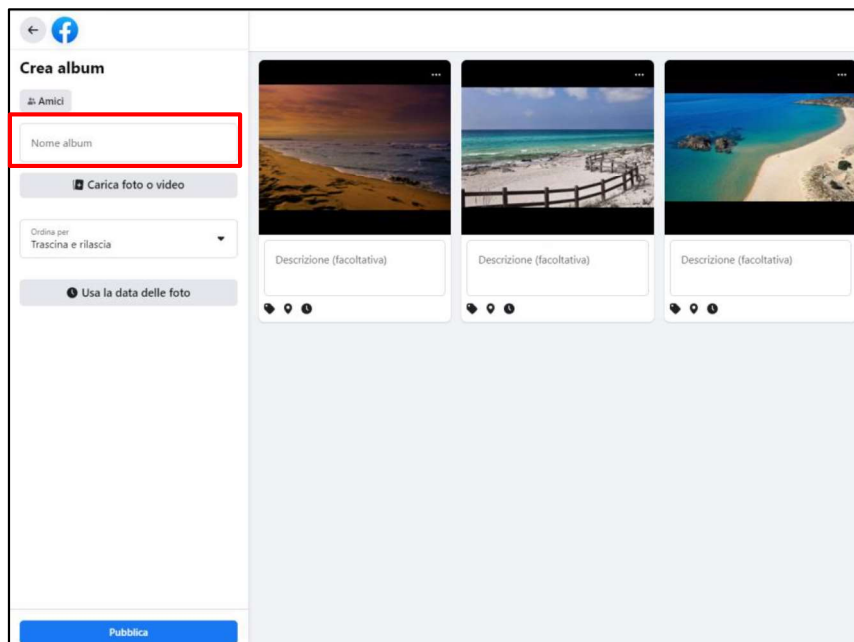 Crea album
Amici
Nome album
Carica foto o video
Ordina per
Trascina e rilascia
Usa la data delle foto
Pubblica
Descrizione (facoltativa)
Descrizione (facoltativa)
Descrizione (facoltativa)